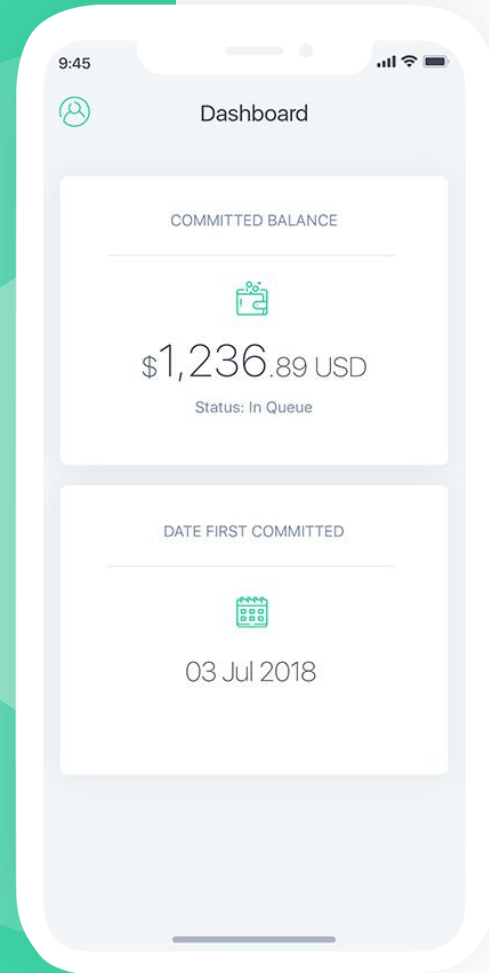 9:45
Dashboard
COMMITTED BALANCE
$1,236.89 USD
Status: In Queue
DATE FIRST COMMITTED
03 Jul 2018